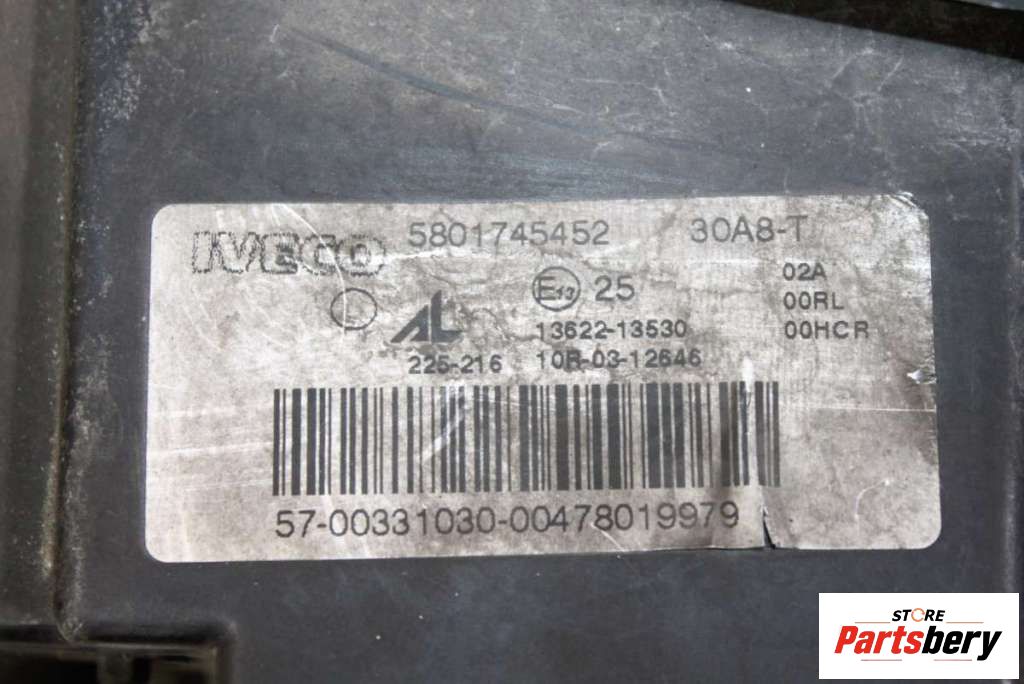 IVECO 5801745452 30A8-T
L AL E13 25 02A
13622-13530 00RL
225-216 10R-03-12646 00HCR
57-00331030-00478019979
STORE
Partsbery